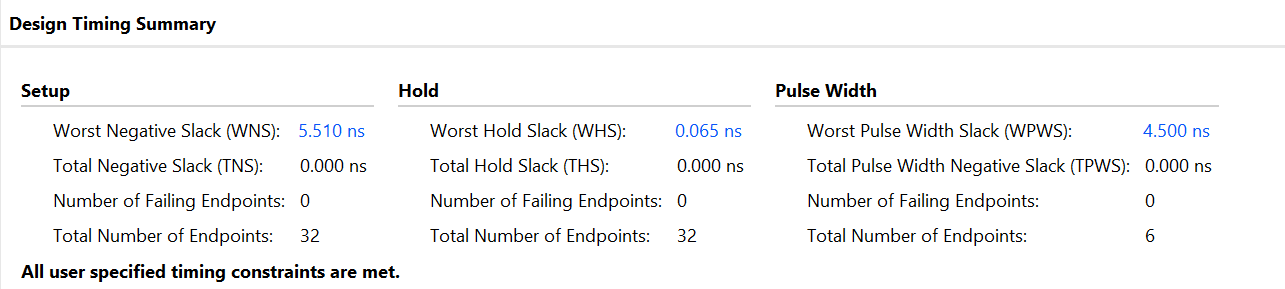 Design Timing Summary
Setup Hold Pulse Width
Worst Negative Slack (WNS): 5.510 ns Worst Hold Slack (WHS): 0.065 ns Worst Pulse Width Slack (WPWS): 4.500 ns
Total Negative Slack (TNS): 0.000 ns Total Hold Slack (THS): 0.000 ns Total Pulse Width Negative Slack (TPWS): 0.000 ns
Number of Failing Endpoints: 0 Number of Failing Endpoints: 0 Number of Failing Endpoints: 0
Total Number of Endpoints: 32 Total Number of Endpoints: 32 Total Number of Endpoints: 6
All user specified timing constraints are met.